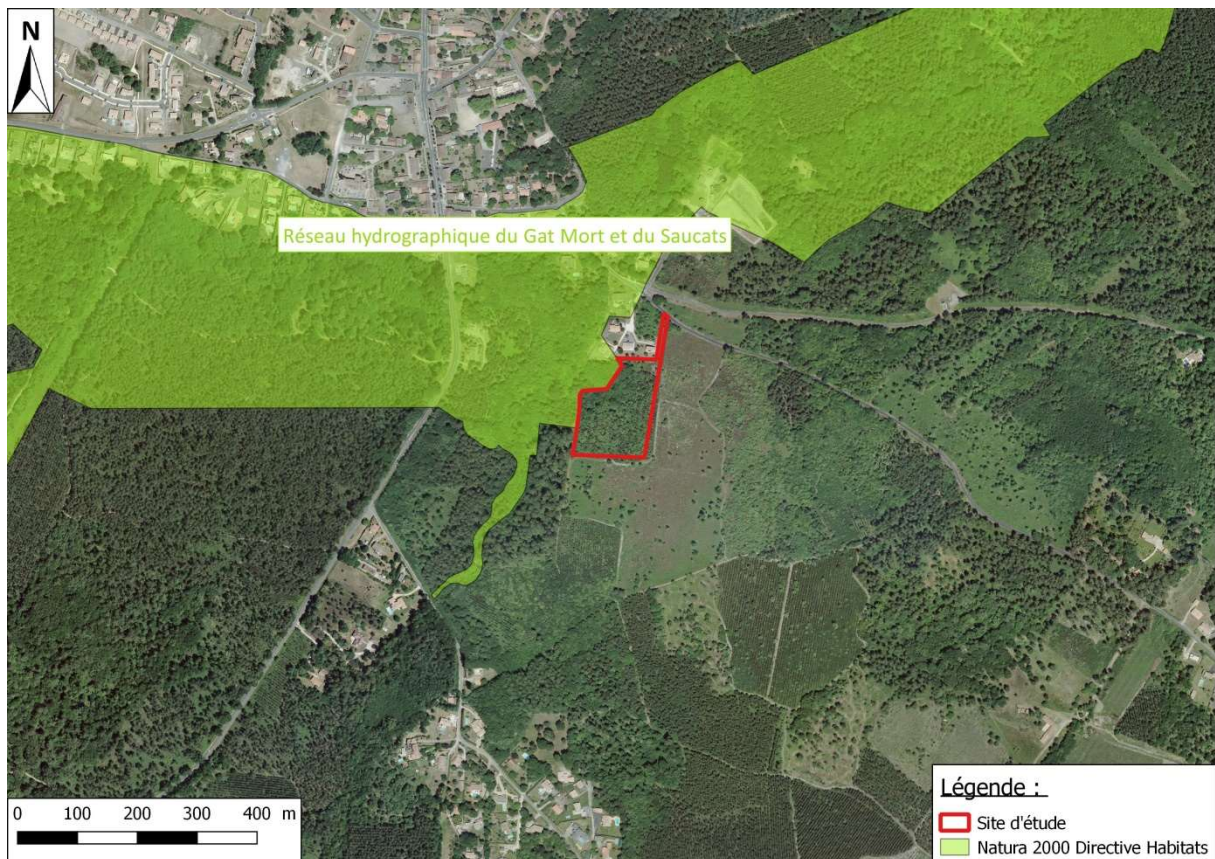 N
Réseau hydrographique du Gat Mort et du Saucats
0 100 200 300 400 m
Légende :
Site d'étude
Natura 2000 Directive Habitats